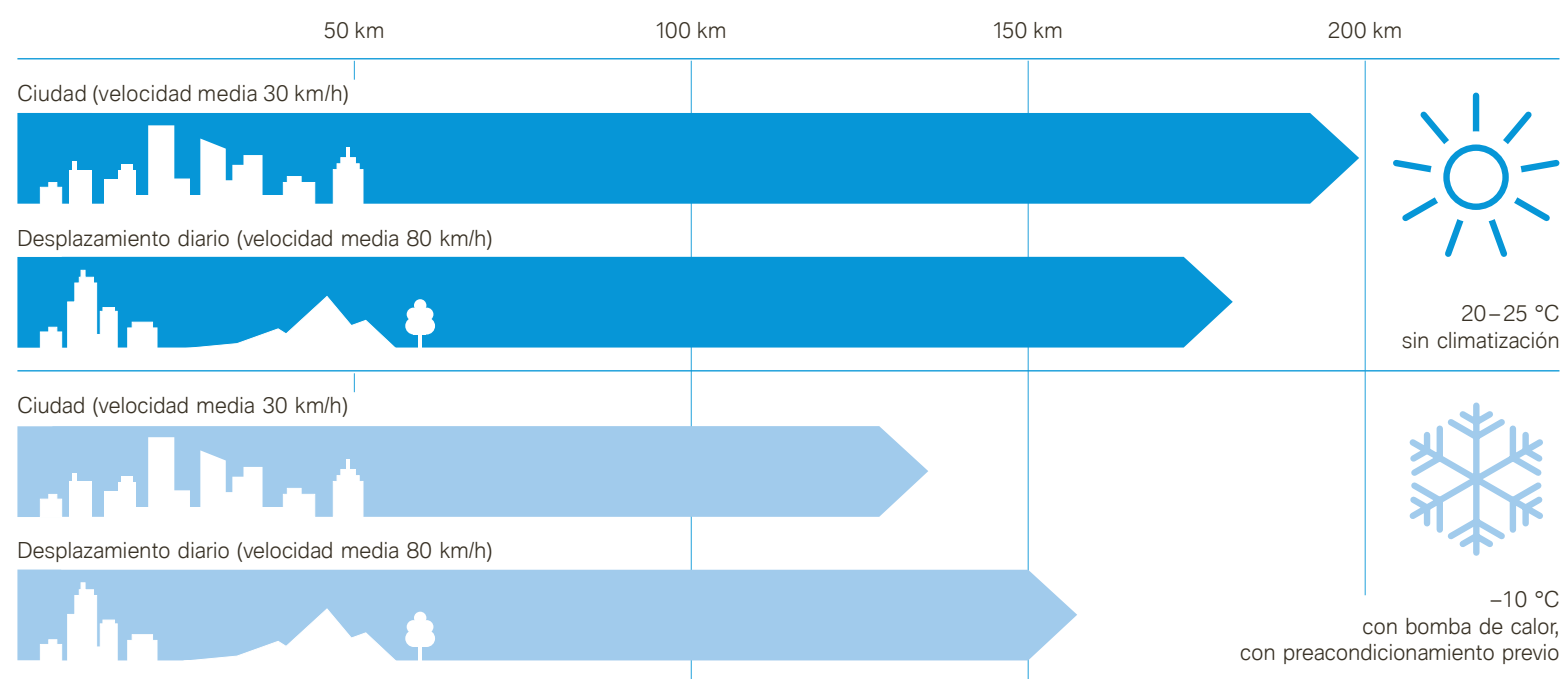 50 km 100 km 150 km 200 km
Ciudad (velocidad media 30 km/h)
Desplazamiento diario (velocidad media 80 km/h)
20–25 °C
sin climatización
Ciudad (velocidad media 30 km/h)
Desplazamiento diario (velocidad media 80 km/h)
–10 °C
con bomba de calor,
con preacondicionamiento previo